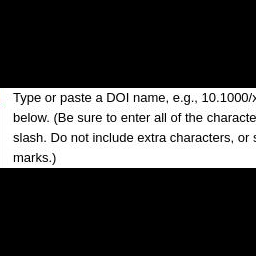 Type or paste a DOI name, e.g., 10.1000/
below. (Be sure to enter all of the characte
slash. Do not include extra characters, or s
marks.)